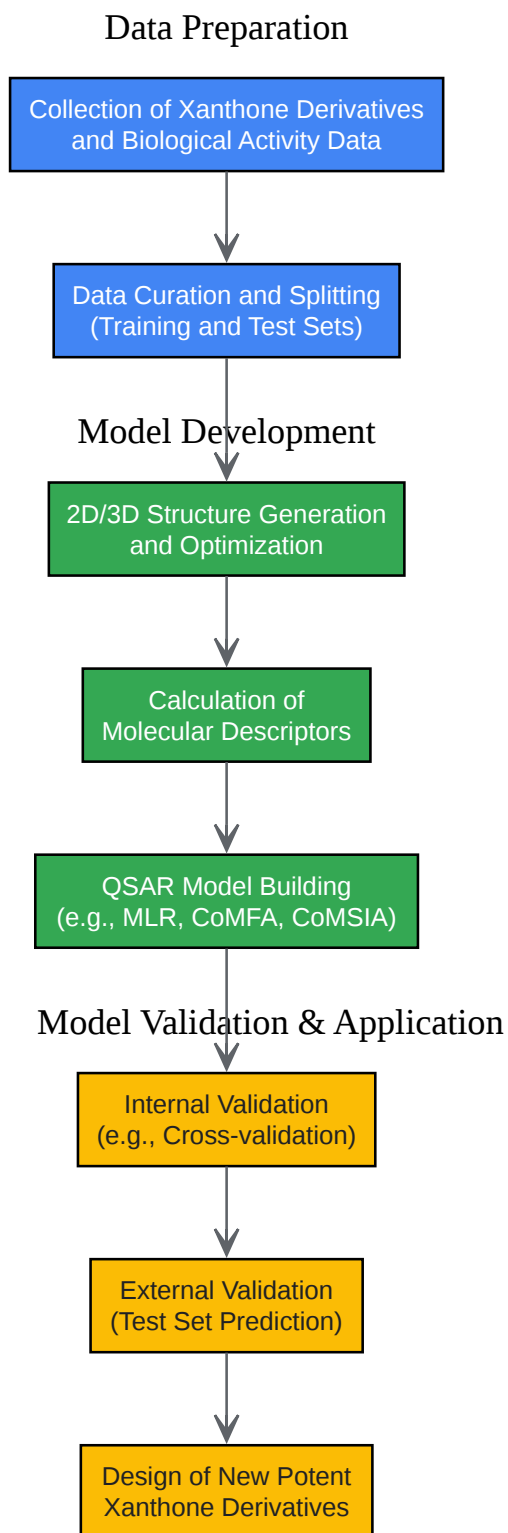 Data Preparation
Collection of Xanthone Derivatives
and Biological Activity Data
Data Curation and Splitting
(Training and Test Sets)
Model Development
2D/3D Structure Generation
and Optimization
Calculation of
Molecular Descriptors
QSAR Model Building
(e.g., MLR, CoMFA, CoMSIA)
Model Validation & Application
Internal Validation
(e.g., Cross-validation)
External Validation
(Test Set Prediction)
Design of New Potent
Xanthone Derivatives